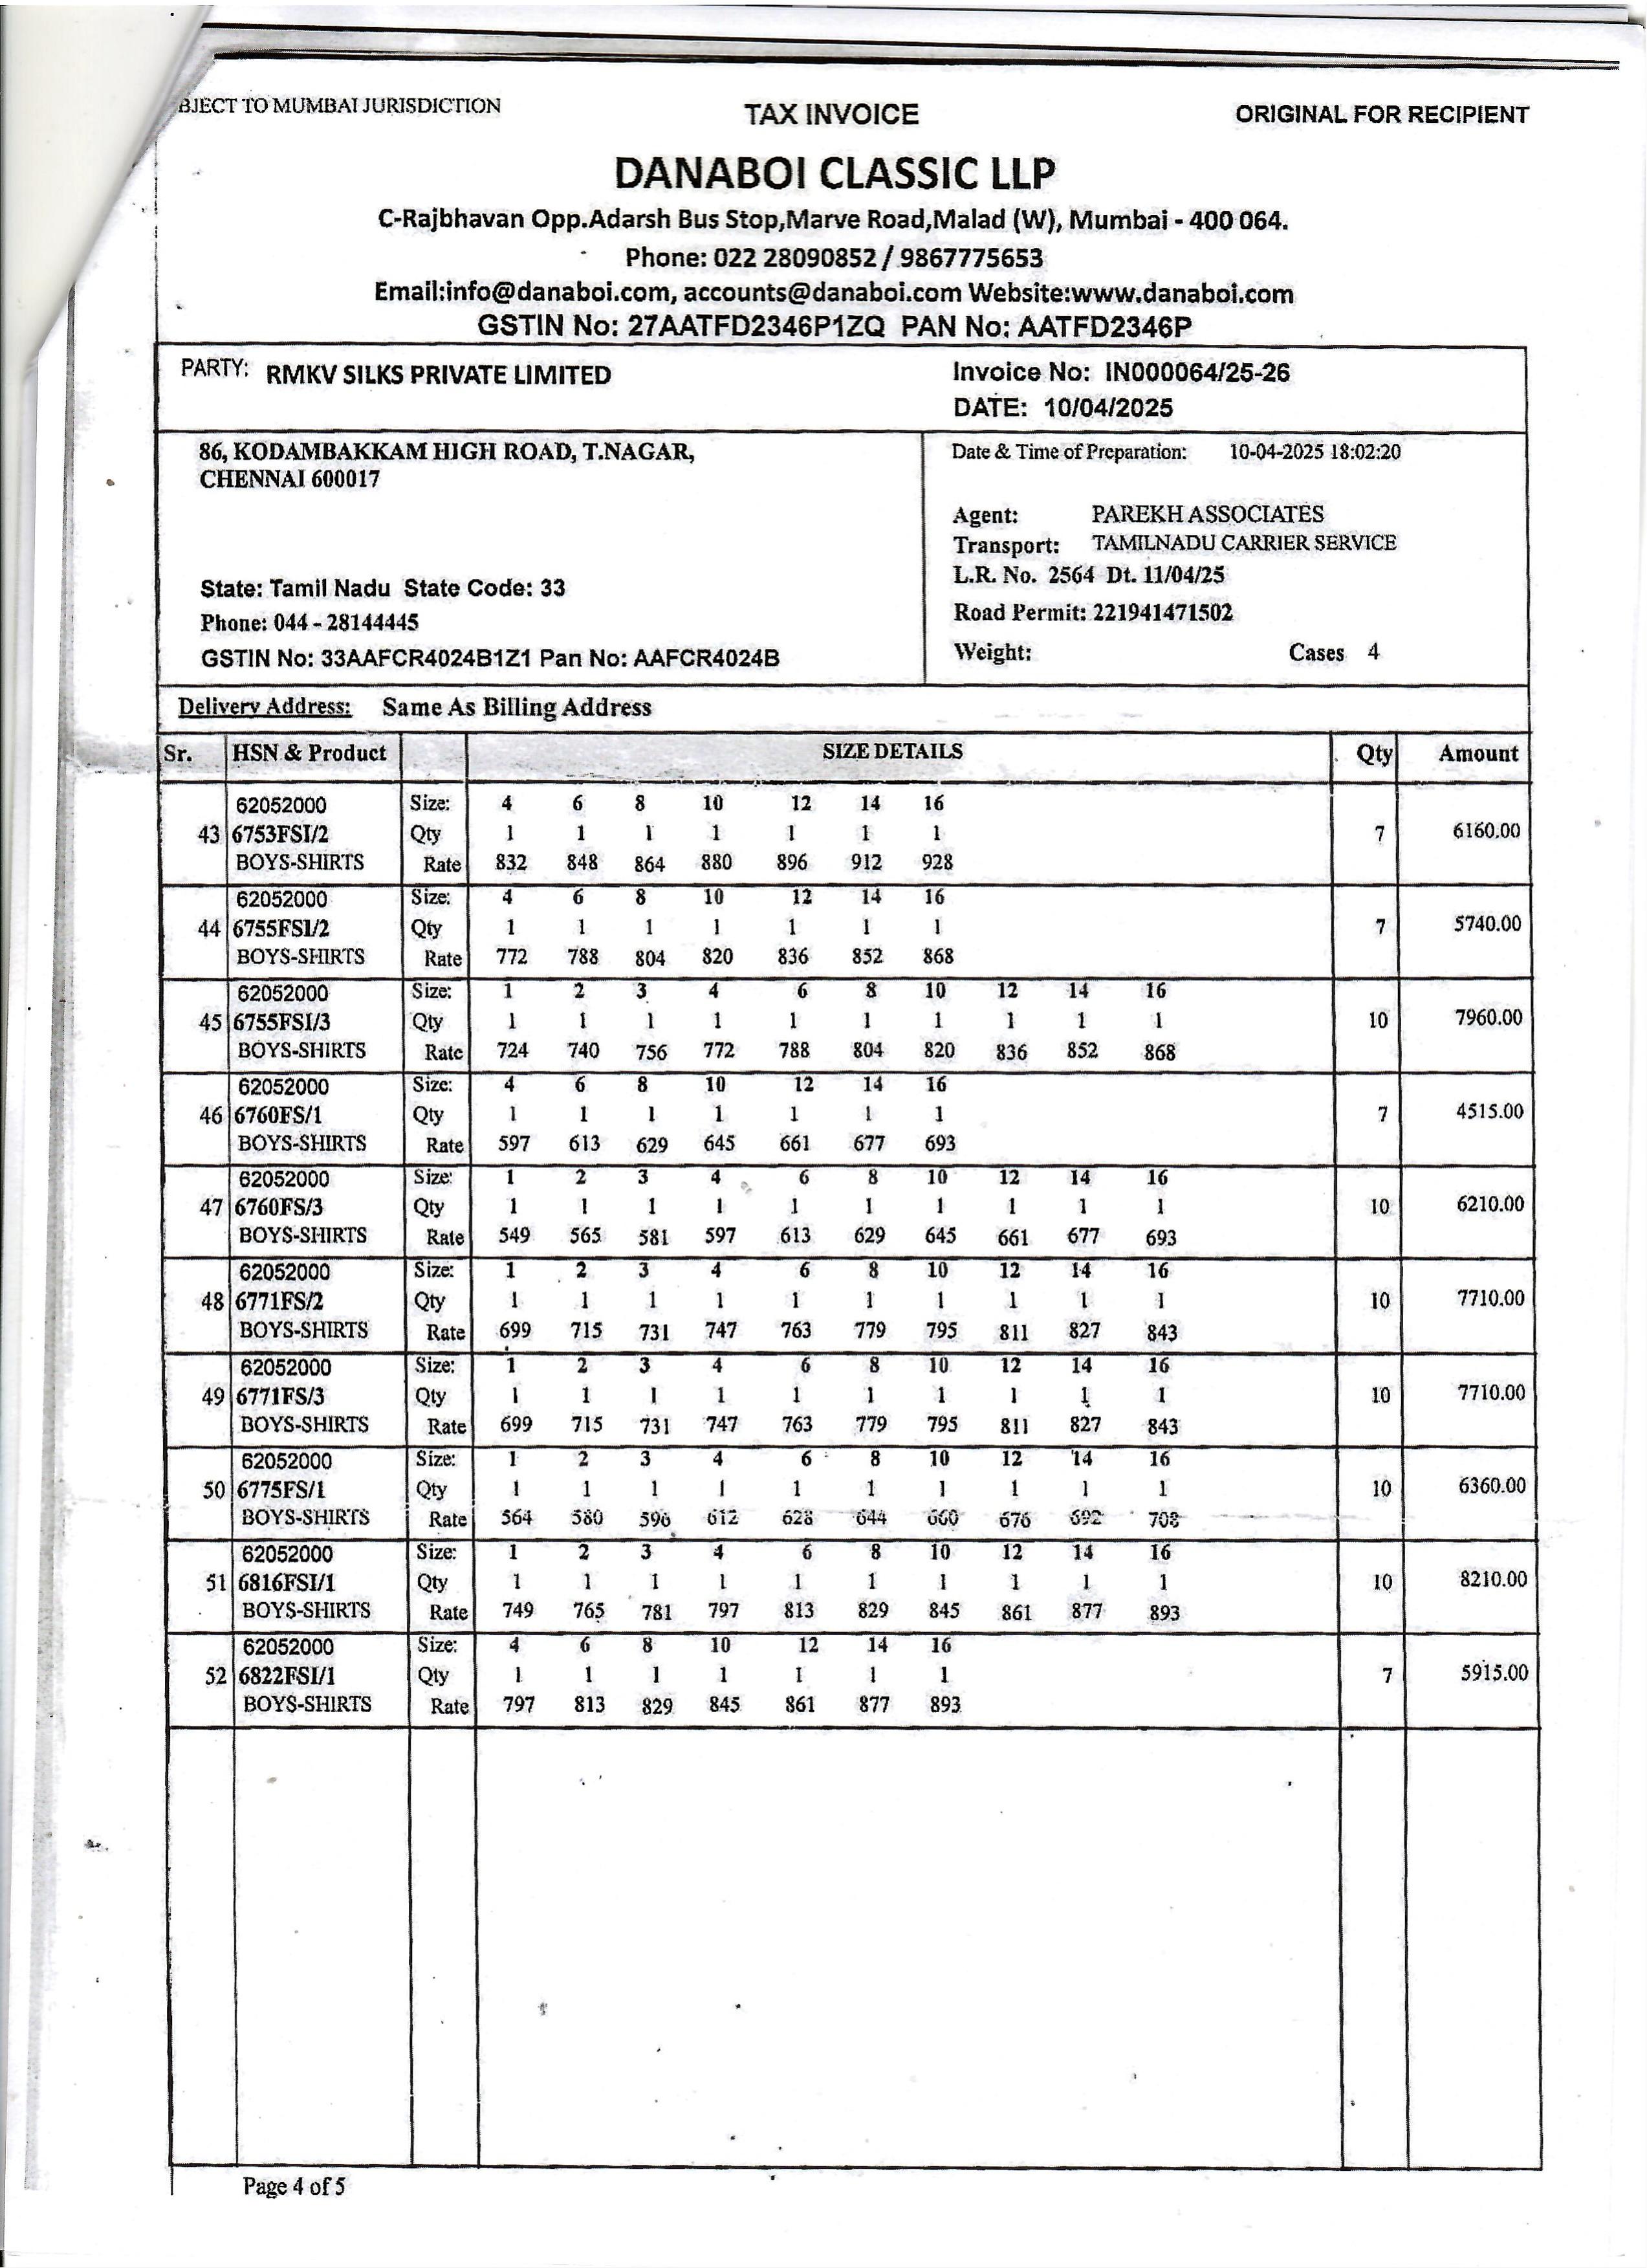 BJECT TO MUMBAI JURISDICTION TAX INVOICE ORIGINAL FOR RECIPIENT
DANABOI CLASSIC LLP
C-Rajbhavan Opp.Adarsh Bus Stop,Marve Road,Malad (W), Mumbai - 400 064.
Phone: 022 28090852 / 9867775653
Email:info@danaboi.com, accounts@danaboi.com Website:www.danaboi.com
GSTIN No: 27AATFD2346P1ZQ PAN No: AATFD2346P
PARTY: RMKV SILKS PRIVATE LIMITED
Invoice No: IN000064/25-26
DATE: 10/04/2025
86, KODAMBAKKAM HIGH ROAD, T.NAGAR,
CHENNAI 600017
State: Tamil Nadu State Code: 33
Phone: 044 - 28144445
GSTIN No: 33AAFCR4024B1Z1 Pan No: AAFCR4024B
Date & Time of Preparation: 10-04-2025 18:02:20
Agent: PAREKH ASSOCIATES
Transport: TAMILNADU CARRIER SERVICE
L.R. No. 2564 Dt. 11/04/25
Road Permit: 221941471502
Weight: Cases 4
Delivery Address: Same As Billing Address
Sr. HSN & Product SIZE DETAILS Qty Amount
62052000 Size: 4 6 8 10 12 14 16
43 6753FSI/2 Qty 1 1 1 1 1 1 1 7 6160.00
BOYS-SHIRTS Rate 832 848 864 880 896 912 928
62052000 Size: 4 6 8 10 12 14 16
44 6755FSI/2 Qty 1 1 1 1 1 1 1 7 5740.00
BOYS-SHIRTS Rate 772 788 804 820 836 852 868
62052000 Size: 1 2 3 4 6 8 10 12 14 16
45 6755FSI/3 Qty 1 1 1 1 1 1 1 1 1 1 10 7960.00
BOYS-SHIRTS Rate 724 740 756 772 788 804 820 836 852 868
62052000 Size: 4 6 8 10 12 14 16
46 6760FS/1 Qty 1 1 1 1 1 1 1 7 4515.00
BOYS-SHIRTS Rate 597 613 629 645 661 677 693
62052000 Size: 1 2 3 4 6 8 10 12 14 16
47 6760FS/3 Qty 1 1 1 1 1 1 1 1 1 1 10 6210.00
BOYS-SHIRTS Rate 549 565 581 597 613 629 645 661 677 693
62052000 Size: 1 2 3 4 6 8 10 12 14 16
48 6771FS/2 Qty 1 1 1 1 1 1 1 1 1 1 10 7710.00
BOYS-SHIRTS Rate 699 715 731 747 763 779 795 811 827 843
62052000 Size: 1 2 3 4 6 8 10 12 14 16
49 6771FS/3 Qty 1 1 1 1 1 1 1 1 1 1 10 7710.00
BOYS-SHIRTS Rate 699 715 731 747 763 779 795 811 827 843
62052000 Size: 1 2 3 4 6 8 10 12 14 16
50 6775FS/1 Qty 1 1 1 1 1 1 1 1 1 1 10 6360.00
BOYS-SHIRTS Rate 564 580 596 612 628 644 660 676 692 708
62052000 Size: 1 2 3 4 6 8 10 12 14 16
51 6816FSI/1 Qty 1 1 1 1 1 1 1 1 1 1 10 8210.00
BOYS-SHIRTS Rate 749 765 781 797 813 829 845 861 877 893
62052000 Size: 4 6 8 10 12 14 16
52 6822FSI/1 Qty 1 1 1 1 1 1 1 7 5915.00
BOYS-SHIRTS Rate 797 813 829 845 861 877 893
Page 4 of 5